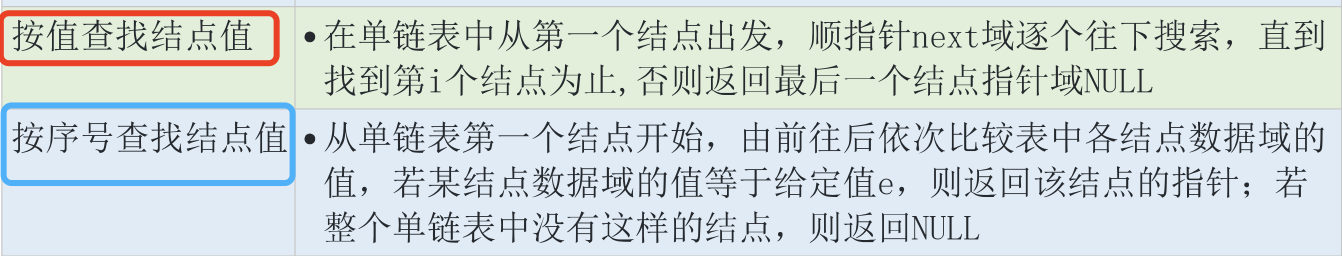 按值查找结点值
•在单链表中从第一个结点出发，顺指针next域逐个往下搜索，直到
找到第i个结点为止,否则返回最后一个结点指针域NULL
按序号查找结点值
•从单链表第一个结点开始，由前往后依次比较表中各结点数据域的
值，若某结点数据域的值等于给定值e，则返回该结点的指针；若
整个单链表中没有这样的结点，则返回NULL